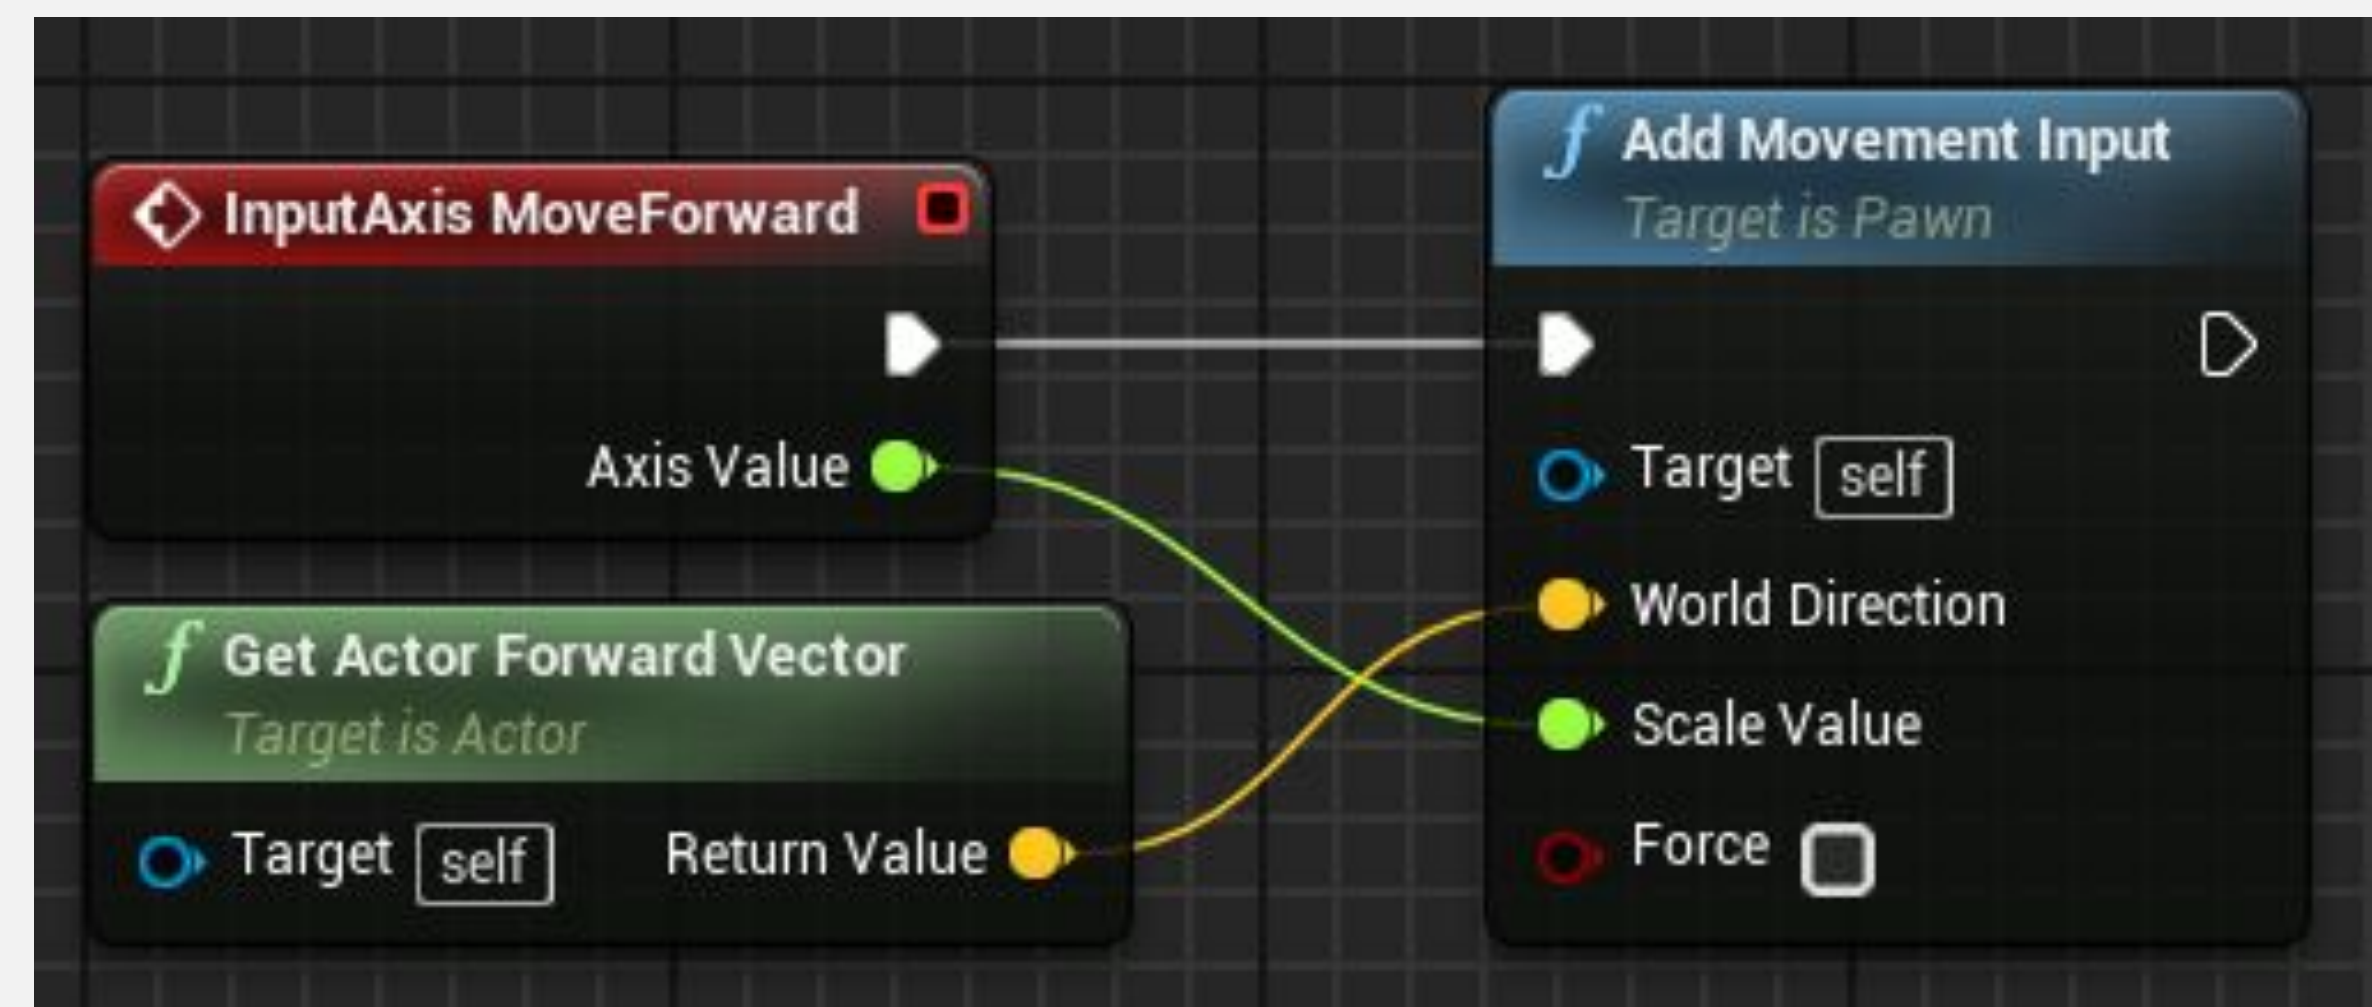 InputAxis MoveForward
Axis Value
Get Actor Forward Vector
Target is Actor
Target self Return Value
f Add Movement Input
Target is Pawn
Target self
World Direction
Scale Value
Force